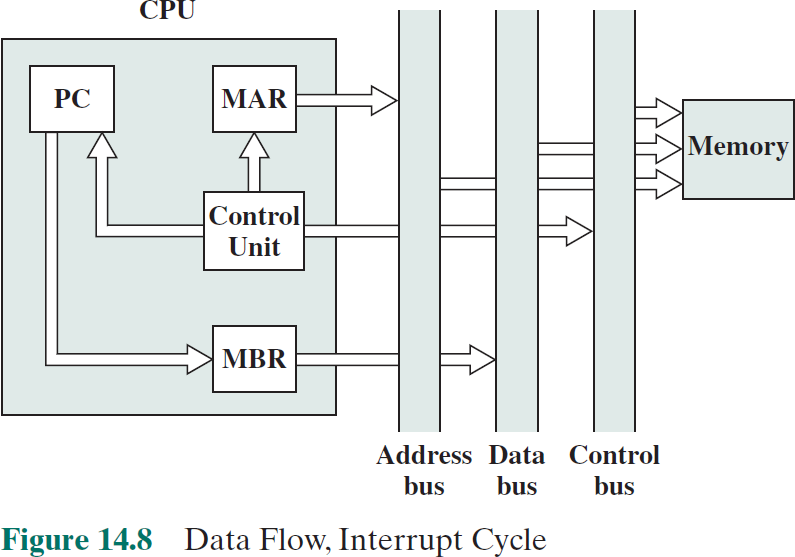 CPU
PC
MAR
Memory
Control
Unit
MBR
Address Data Control
bus bus bus
Figure 14.8 Data Flow, Interrupt Cycle